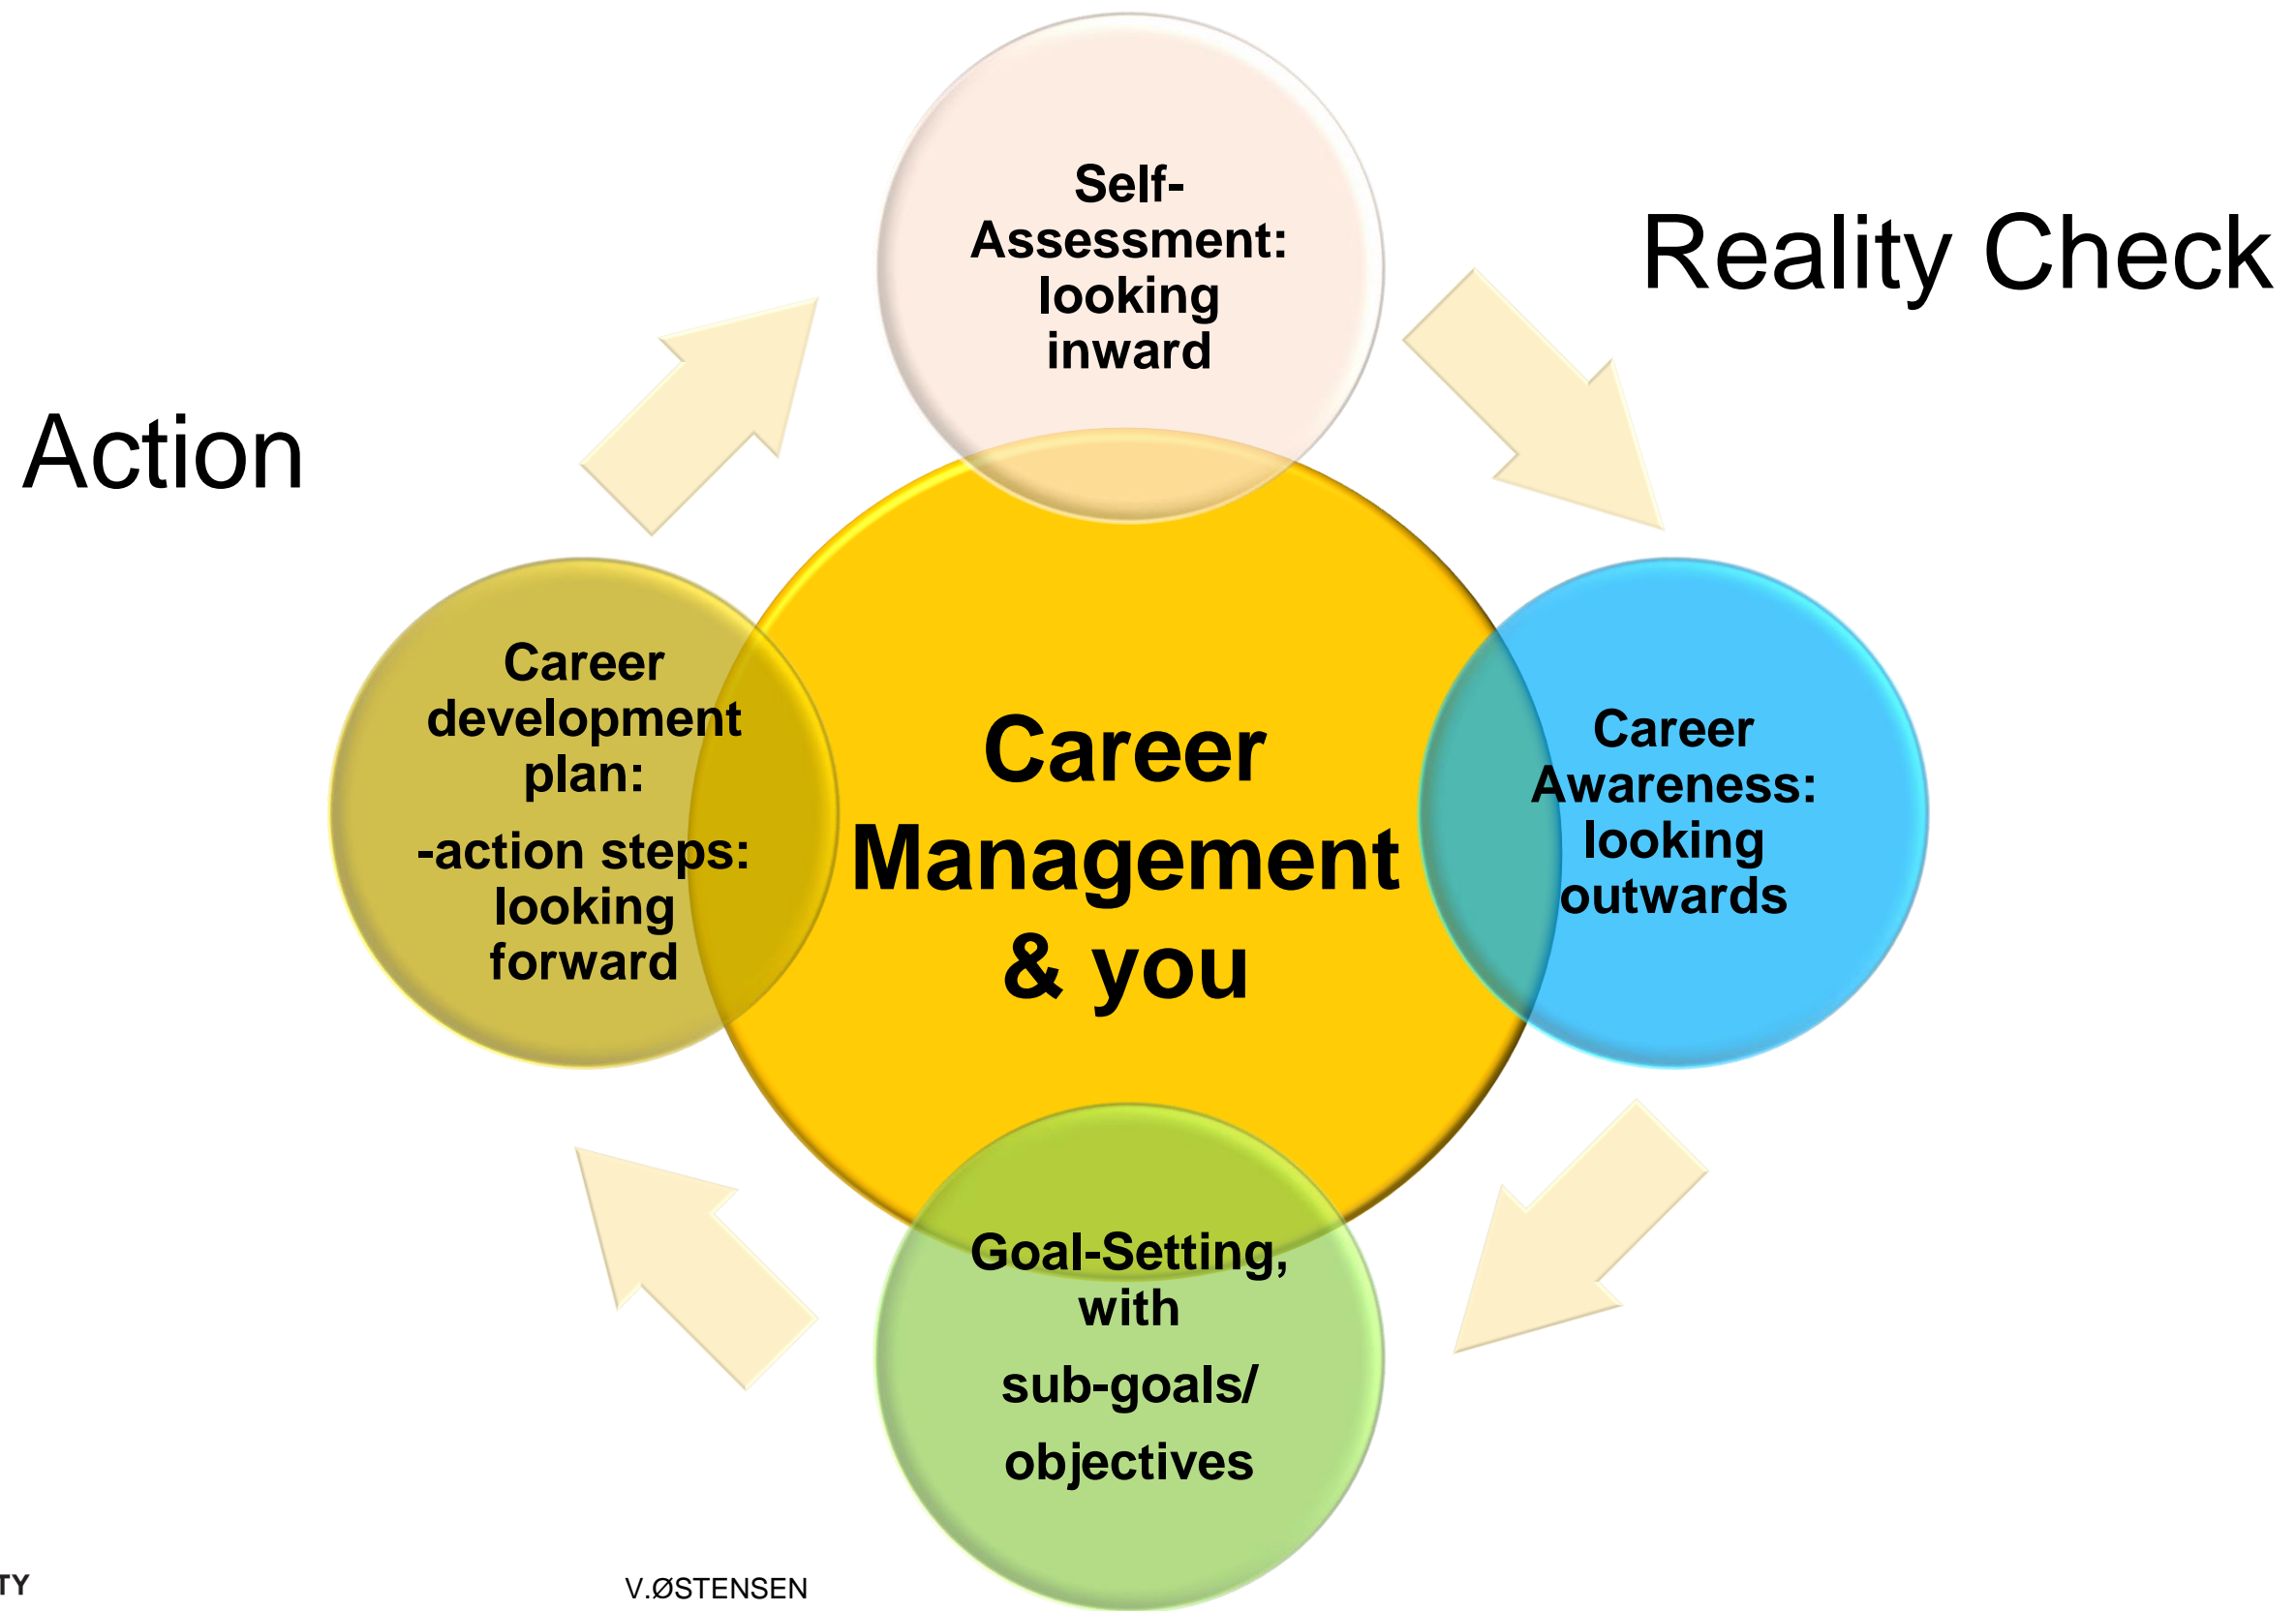 Self-
Assessment:
looking
inward
Reality Check
Action
Career
development
plan:
-action steps:
looking
forward
Career
Management
& you
Career
Awareness:
looking
outwards
Goal-Setting,
with
sub-goals/
objectives
TY
V.ØSTENSEN